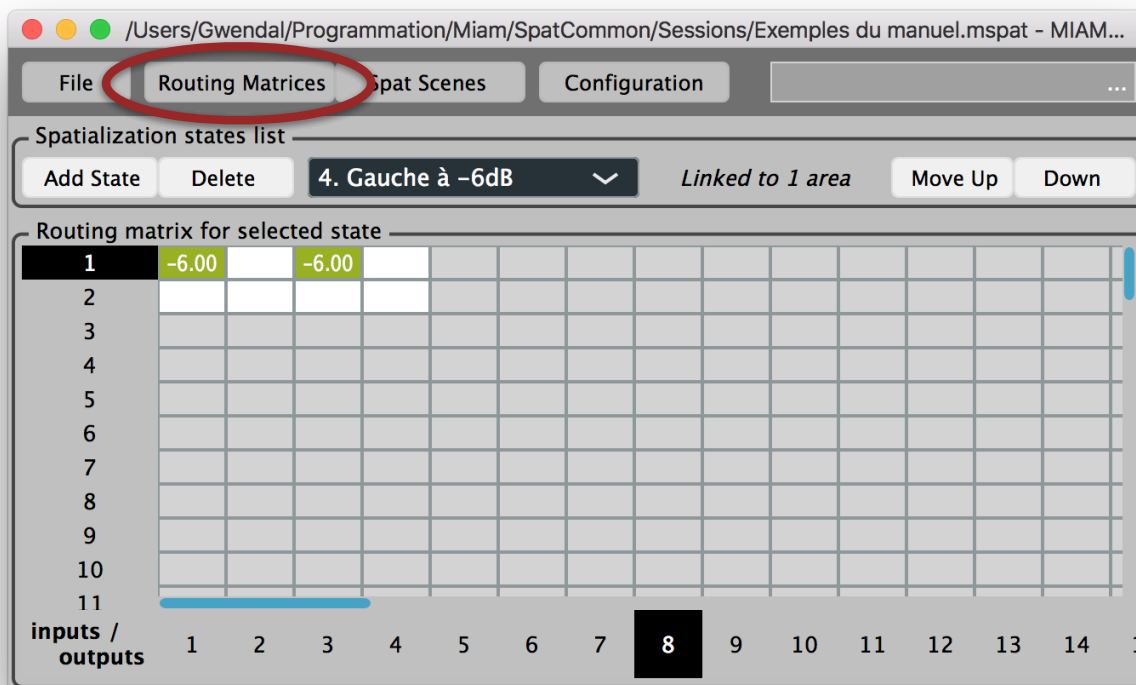 /Users/Gwendal/Programmation/Miam/SpatCommon/Sessions/Exemples du manuel.mspat - MIAM...
File Routing Matrices Spat Scenes Configuration ...
Spatialization states list
Add State Delete 4. Gauche à -6dB Linked to 1 area Move Up Down
Routing matrix for selected state
1 -6.00 -6.00
2
3
4
5
6
7
8
9
10
11
inputs /
outputs 1 2 3 4 5 6 7 8 9 10 11 12 13 14